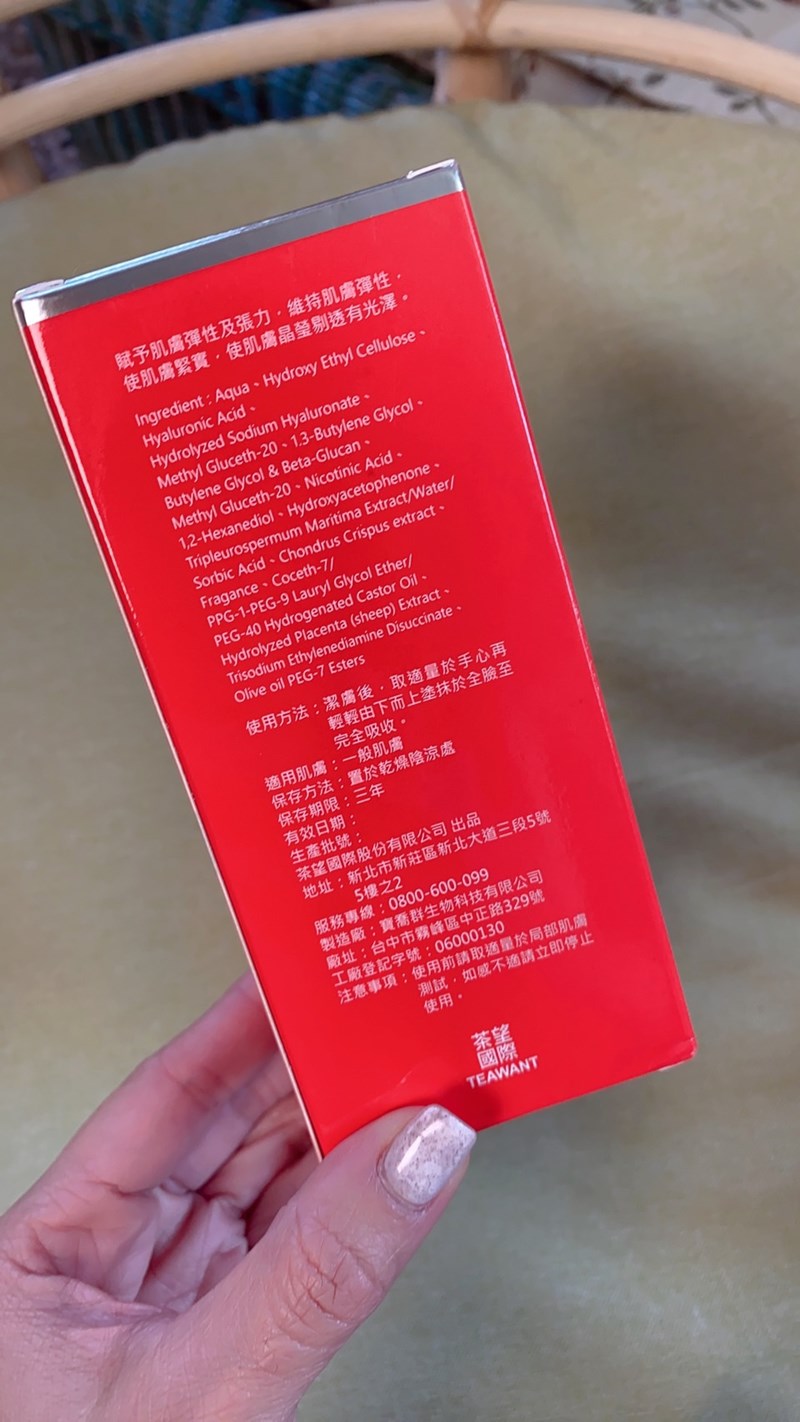 賦予肌膚彈性及張力，維持肌膚彈性，
使肌膚緊實，使肌膚晶瑩剔透有光澤。
Ingredient : Aqua、Hydroxy Ethyl Cellulose、
Hyaluronic Acid、
Hydrolyzed Sodium Hyaluronate、
Methyl Gluceth-20、1.3-Butylene Glycol、
Butylene Glycol & Beta-Glucan、
Methyl Gluceth-20、Nicotinic Acid、
1,2-Hexanediol、Hydroxyacetophenone、
Tripleurospermum Maritima Extract/Water/
Sorbic Acid、Chondrus Crispus extract、
Fragance、Coceth-7/
PPG-1-PEG-9 Lauryl Glycol Ether/
PEG-40 Hydrogenated Castor Oil、
Hydrolyzed Placenta (sheep) Extract、
Trisodium Ethylenediamine Disuccinate、
Olive oil PEG-7 Esters
使用方法：潔膚後，取適量於手心再
輕輕由下而上塗抹於全臉至
完全吸收。
適用肌膚：一般肌膚
保存方法：置於乾燥陰涼處
保存期限：三年
有效日期：
生產批號：
茶望國際股份有限公司 出品
地址：新北市新莊區新北大道三段5號
5樓之2
服務專線：0800-600-099
製造廠：寶喬群生物科技有限公司
廠址：台中市霧峰區中正路329號
工廠登記字號：06000130
注意事項：使用前請取適量於局部肌膚
測試，如感不適請立即停止
使用。
茶望
國際
TEAWANT